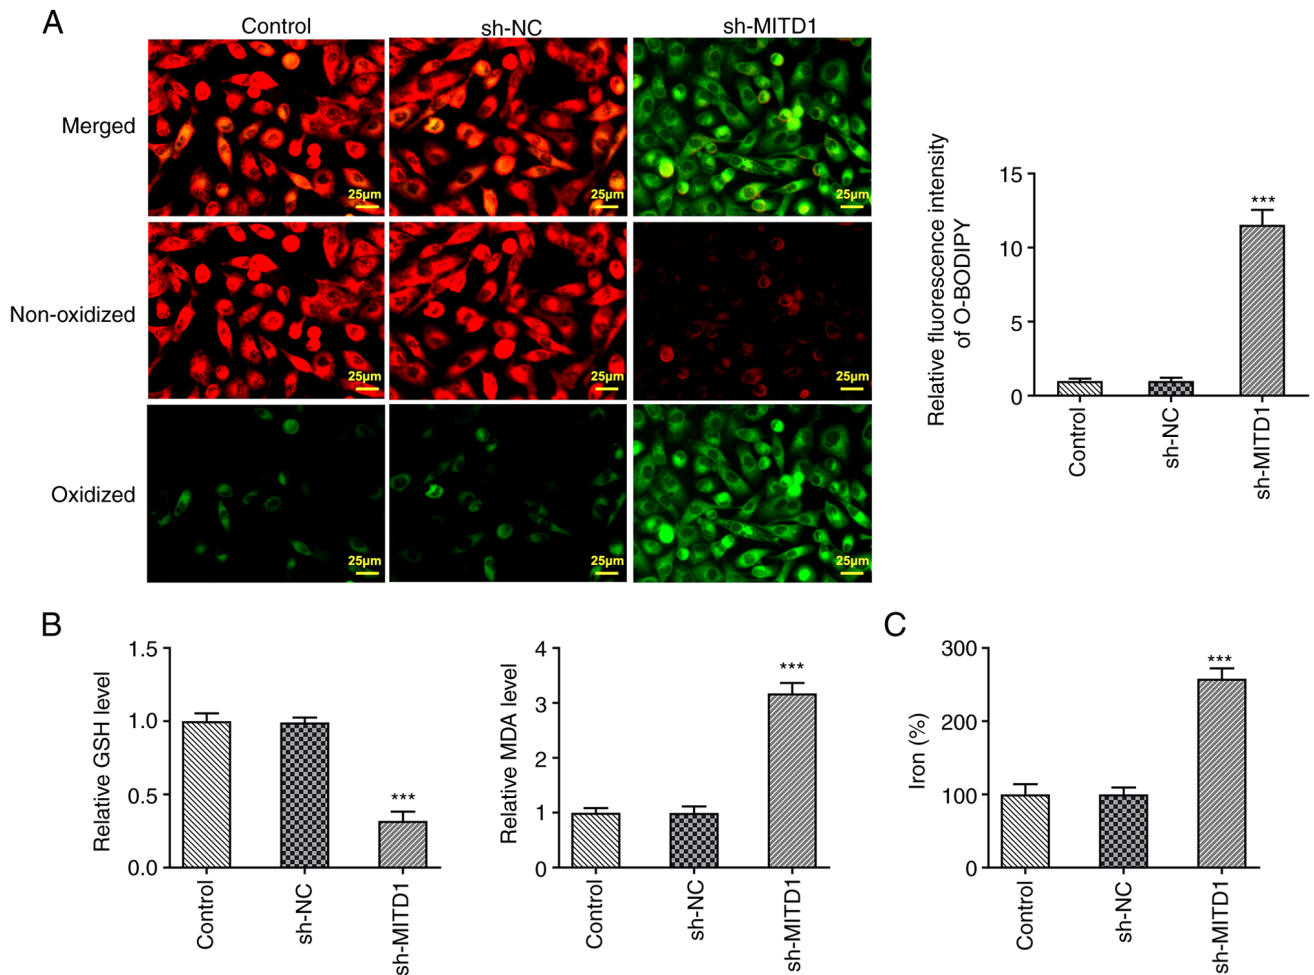 A
Control
sh-NC
sh-MITD1
Merged
25μm
25μm
25μm
Non-oxidized
25μm
25μm
25μm
Oxidized
25μm
25μm
25μm
Relative fluorescence intensity
of O-BODIPY
15
10
5
0
***
Control
sh-NC
sh-MITD1
B
Relative GSH level
1.5
1.0
0.5
0.0
***
Control
sh-NC
sh-MITD1
Relative MDA level
4
3
2
1
0
***
Control
sh-NC
sh-MITD1
C
Iron (%)
300
200
100
0
***
Control
sh-NC
sh-MITD1